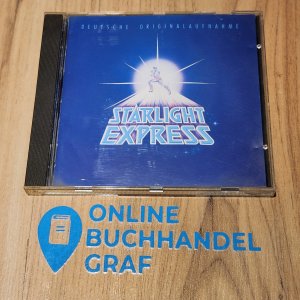 DEUTSCHE ORIGINALAUFNAHME
STARLIGHT
EXPRESS
ONLINE
BUCHHANDEL
GRAF